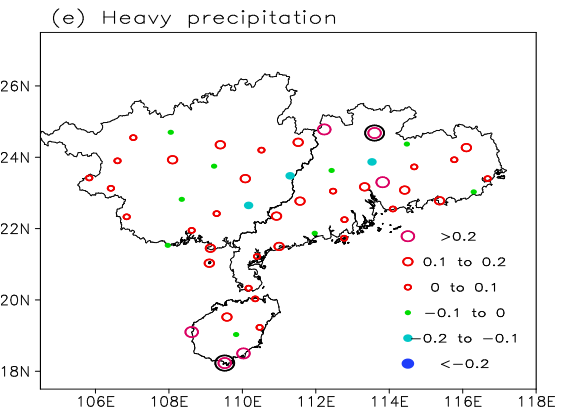 (e) Heavy precipitation
26N
24N
22N
20N
18N
>0.2
0.1 to 0.2
0 to 0.1
−0.1 to 0
−0.2 to −0.1
<−0.2
106E 108E 110E 112E 114E 116E 118E